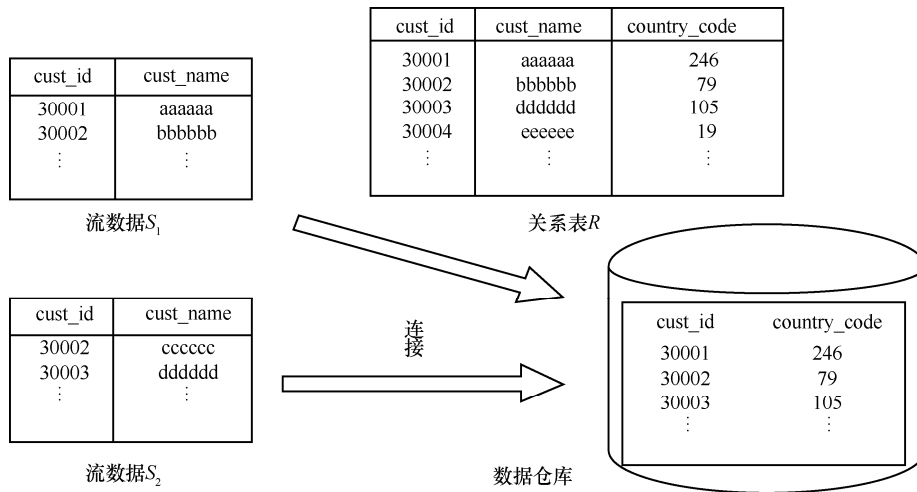 cust_id cust_name country_code
30001 aaaaaa 246
30002 bbbbbb 79
30003 dddddd 105
30004 eeeeee 19
⋮ ⋮ ⋮
关系表R
cust_id cust_name
30001 aaaaaa
30002 bbbbbb
⋮ ⋮
流数据S₁
cust_id cust_name
30002 cccccc
30003 dddddd
⋮ ⋮
流数据S₂
连
接
cust_id country_code
30001 246
30002 79
30003 105
⋮ ⋮
数据仓库